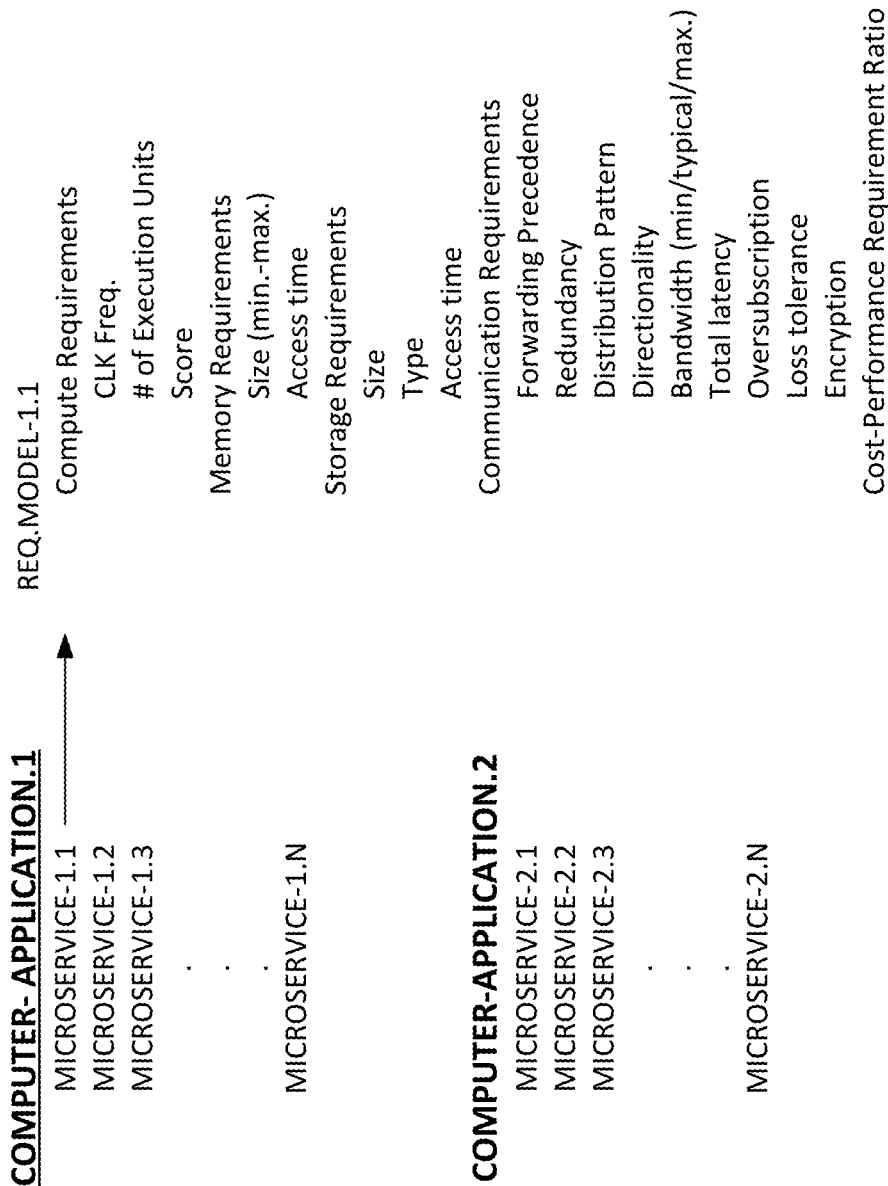 COMPUTER- APPLICATION.1
MICROSERVICE-1.1
MICROSERVICE-1.2
MICROSERVICE-1.3
.
.
.
MICROSERVICE-1.N
COMPUTER-APPLICATION.2
MICROSERVICE-2.1
MICROSERVICE-2.2
MICROSERVICE-2.3
.
.
.
MICROSERVICE-2.N
REQ.MODEL-1.1
Compute Requirements
CLK Freq.
# of Execution Units
Score
Memory Requirements
Size (min.-max.)
Access time
Storage Requirements
Size
Type
Access time
Communication Requirements
Forwarding Precedence
Redundancy
Distribution Pattern
Directionality
Bandwidth (min/typical/max.)
Total latency
Oversubscription
Loss tolerance
Encryption
Cost-Performance Requirement Ratio